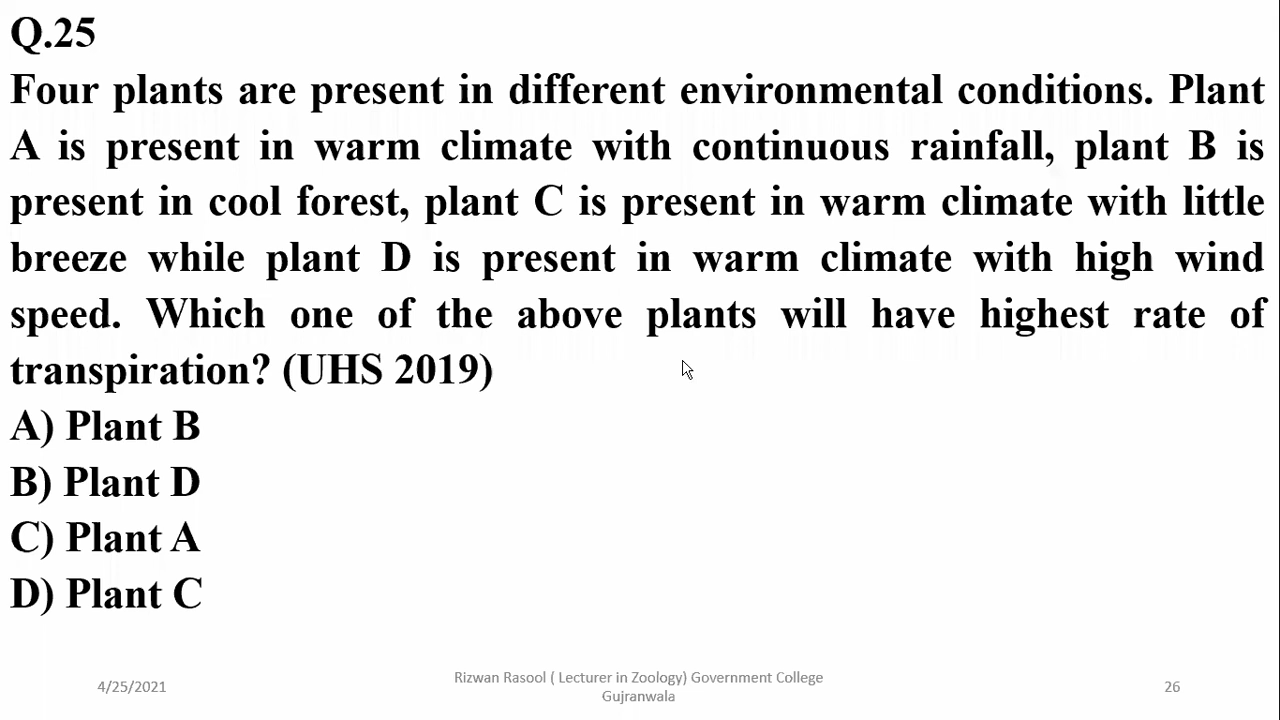 Q.25
Four plants are present in different environmental conditions. Plant
A is present in warm climate with continuous rainfall, plant B is
present in cool forest, plant C is present in warm climate with little
breeze while plant D is present in warm climate with high wind
speed. Which one of the above plants will have highest rate of
transpiration? (UHS 2019)
A) Plant B
B) Plant D
C) Plant A
D) Plant C
4/25/2021
Rizwan Rasool ( Lecturer in Zoology) Government College
Gujranwala
26